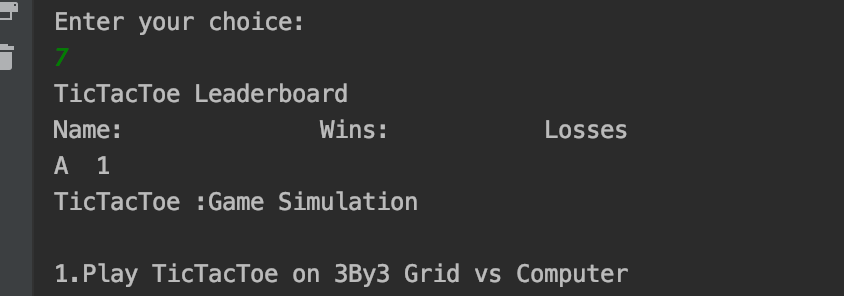 Enter your choice:
7
TicTacToe Leaderboard
Name:              Wins:           Losses
A  1
TicTacToe :Game Simulation
1.Play TicTacToe on 3By3 Grid vs Computer